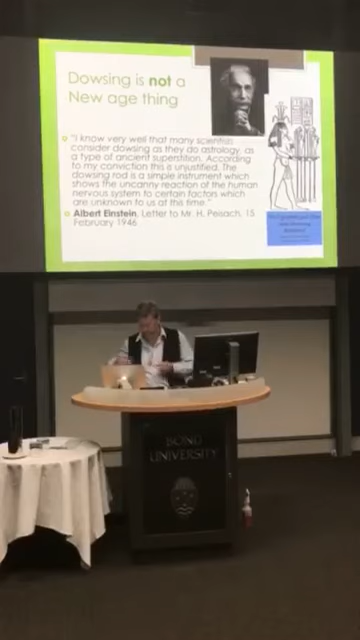 Dowsing is not a
New age thing
"I know very well that many scientists
consider dowsing as they do astrology, as
a type of ancient superstition. According
to my conviction this is unjustified. The
dowsing rod is a simple instrument which
shows the uncanny reaction of the human
nervous system to certain factors which
are unknown to us at this time."
Albert Einstein, Letter to Mr. H. Peisach, 15
February 1946
BOND
UNIVERSITY